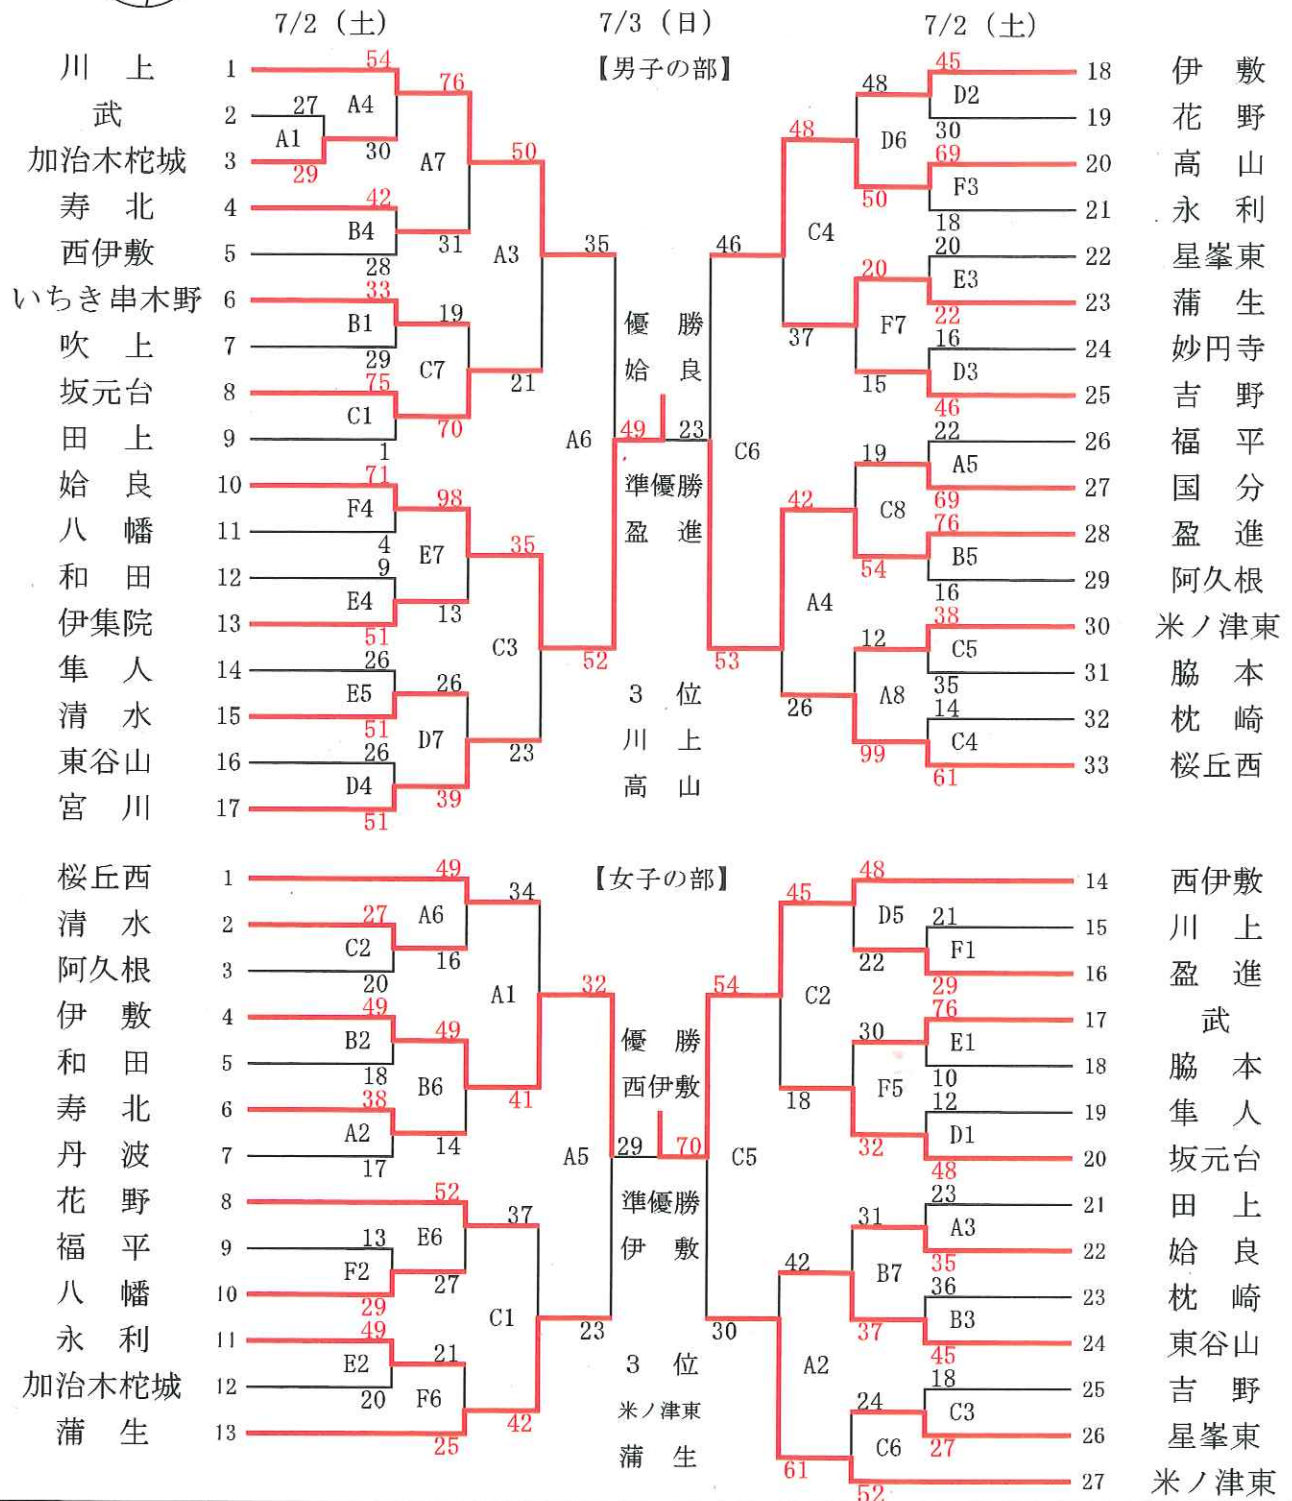 7/2（土） 7/3（日） 7/2（土）
【男子の部】
川上 1 54
武 2 27
加治木柁城 3 29
A1 A4 30 76
寿北 4 42
西伊敷 5 28
B4 31 A7 50
いちき串木野 6 33
吹上 7 29
B1 19
坂元台 8 75
田上 9 1
C1 70 C7 21 A3 35
姶良 10 71
八幡 11 4
F4 98
和田 12 9
伊集院 13 51
E4 13 E7 35
隼人 14 26
清水 15 51
E5 26
東谷山 16 26
宮川 17 51
D4 39 D7 23 C3 52 A6 49
伊敷 18 45
花野 19 30
D2 48
高山 20 69
永利 21 18
F3 50 D6 48
星峯東 22 20
蒲生 23 22
E3 20
妙円寺 24 16
吉野 25 46
D3 15 F7 37 C4 46
福平 26 22
国分 27 69
A5 19
盈進 28 76
阿久根 29 16
B5 54 C8 42
米ノ津東 30 38
脇本 31 35
C5 12
枕崎 32 14
桜丘西 33 61
C4 99 A8 26 A4 53 C6 23
優勝
姶良
準優勝
盈進
3位
川上
高山
【女子の部】
桜丘西 1 49
清水 2 27
阿久根 3 20
C2 16 A6 34
伊敷 4 49
和田 5 18
B2 49
寿北 6 38
丹波 7 17
A2 14 B6 41 A1 32
花野 8 52
福平 9 13
八幡 10 29
F2 27 E6 37
永利 11 49
加治木柁城 12 20
E2 21
蒲生 13 25
F6 42 C1 23 A5 29
西伊敷 14 48
川上 15 21
盈進 16 29
F1 22 D5 45
武 17 76
脇本 18 10
E1 30
隼人 19 12
坂元台 20 48
D1 32 F5 18 C2 54
田上 21 23
姶良 22 35
A3 31
枕崎 23 36
東谷山 24 45
B3 37 B7 42
吉野 25 18
星峯東 26 27
C3 24
米ノ津東 27 52
C6 61 A2 30 C5 70
優勝
西伊敷
準優勝
伊敷
3位
米ノ津東
蒲生